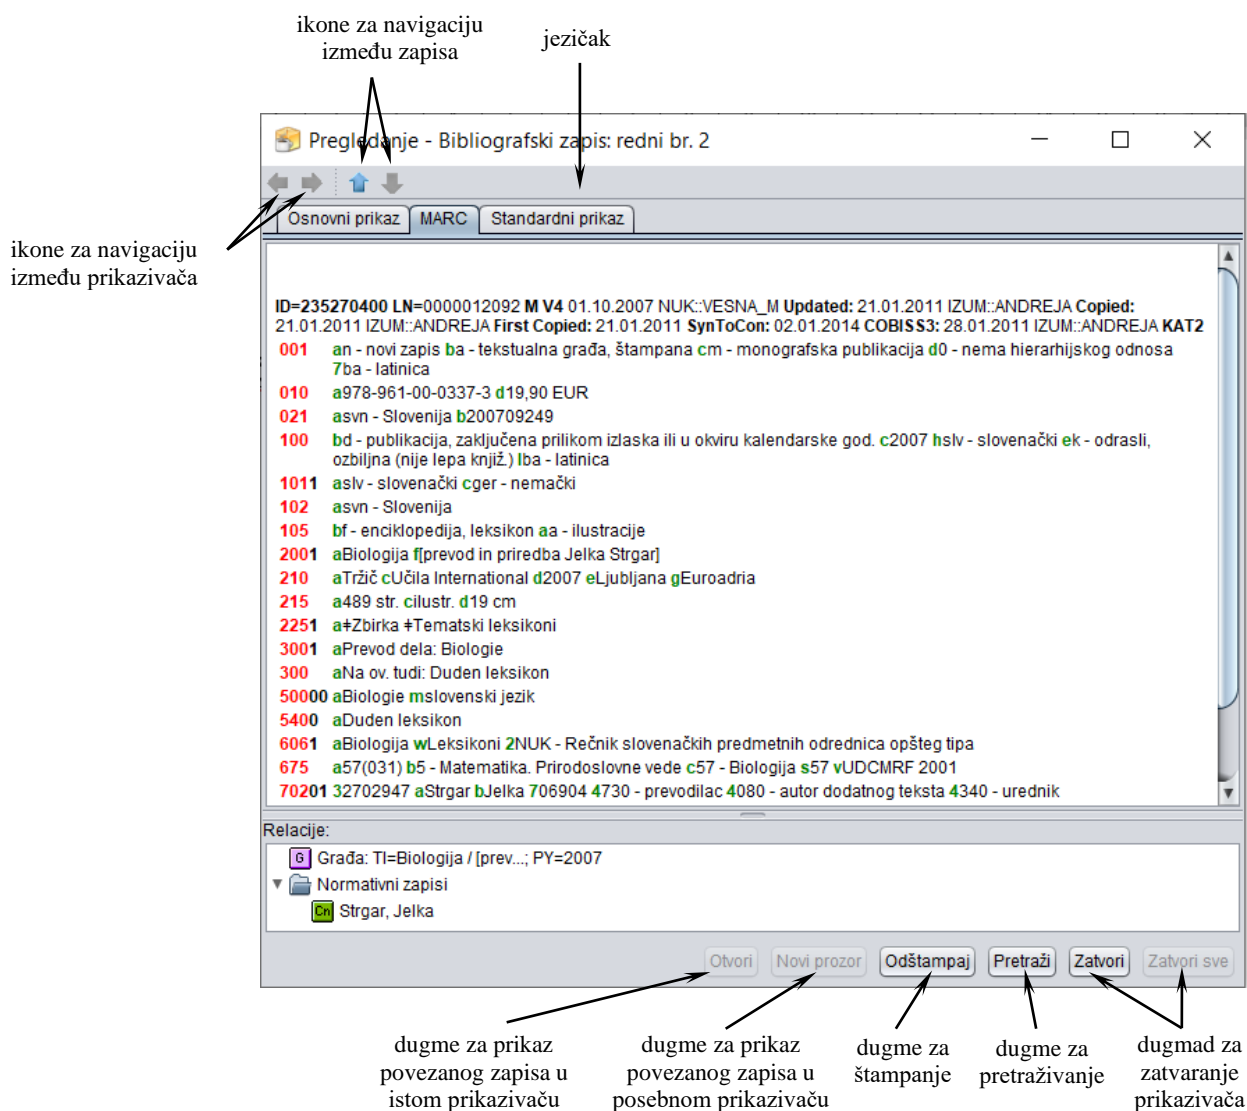 ikone za navigaciju
između zapisa
jezičak
Pregledanje - Bibliografski zapis: redni br. 2
Osnovni prikaz MARC Standardni prikaz
ikone za navigaciju
između prikazivača
ID=235270400 LN=0000012092 M V4 01.10.2007 NUK::VESNA_M Updated: 21.01.2011 IZUM::ANDREJA Copied:
21.01.2011 IZUM::ANDREJA First Copied: 21.01.2011 SynToCon: 02.01.2014 COBISS3: 28.01.2011 IZUM::ANDREJA KAT2
001 an - novi zapis ba - tekstualna građa, štampana cm - monografska publikacija d0 - nema hijerarhijskog odnosa
7ba - latinica
010 a978-961-00-0337-3 d19,90 EUR
021 asvn - Slovenija b200709249
100 bd - publikacija, zaključena prilikom izlaska ili u okviru kalendarske god. c2007 hslv - slovenački ek - odrasli,
ozbiljna (nije lepa knjiž.) lba - latinica
1011 aslv - slovenački cger - nemački
102 asvn - Slovenija
105 bf - enciklopedija, leksikon aa - ilustracije
2001 aBiologija f[prevod in priredba Jelka Strgar]
210 aTržič cUčila International d2007 eLjubljana gEuroadria
215 a489 str. cilustr. d19 cm
2251 a‡Zbirka ‡Tematski leksikoni
3001 aPrevod dela: Biologie
300 aNa ov. tudi: Duden leksikon
50000 aBiologie mslovenski jezik
5400 aDuden leksikon
6061 aBiologija wLeksikoni 2NUK - Rečnik slovenačkih predmetnih odrednica opšteg tipa
675 a57(031) b5 - Matematika. Prirodoslovne vede c57 - Biologija s57 vUDCMRF 2001
70201 32702947 aStrgar bJelka 706904 4730 - prevodilac 4080 - autor dodatnog teksta 4340 - urednik
Relacije:
G Građa: TI=Biologija / [prev...; PY=2007
Normativni zapisi
Cn Strgar, Jelka
Otvori Novi prozor Odštampaj Pretraži Zatvori Zatvori sve
dugme za prikaz
povezanog zapisa u
istom prikazivaču
dugme za prikaz
povezanog zapisa u
posebnom prikazivaču
dugme za
štampanje
dugme za
pretraživanje
dugmad za
zatvaranje
prikazivača